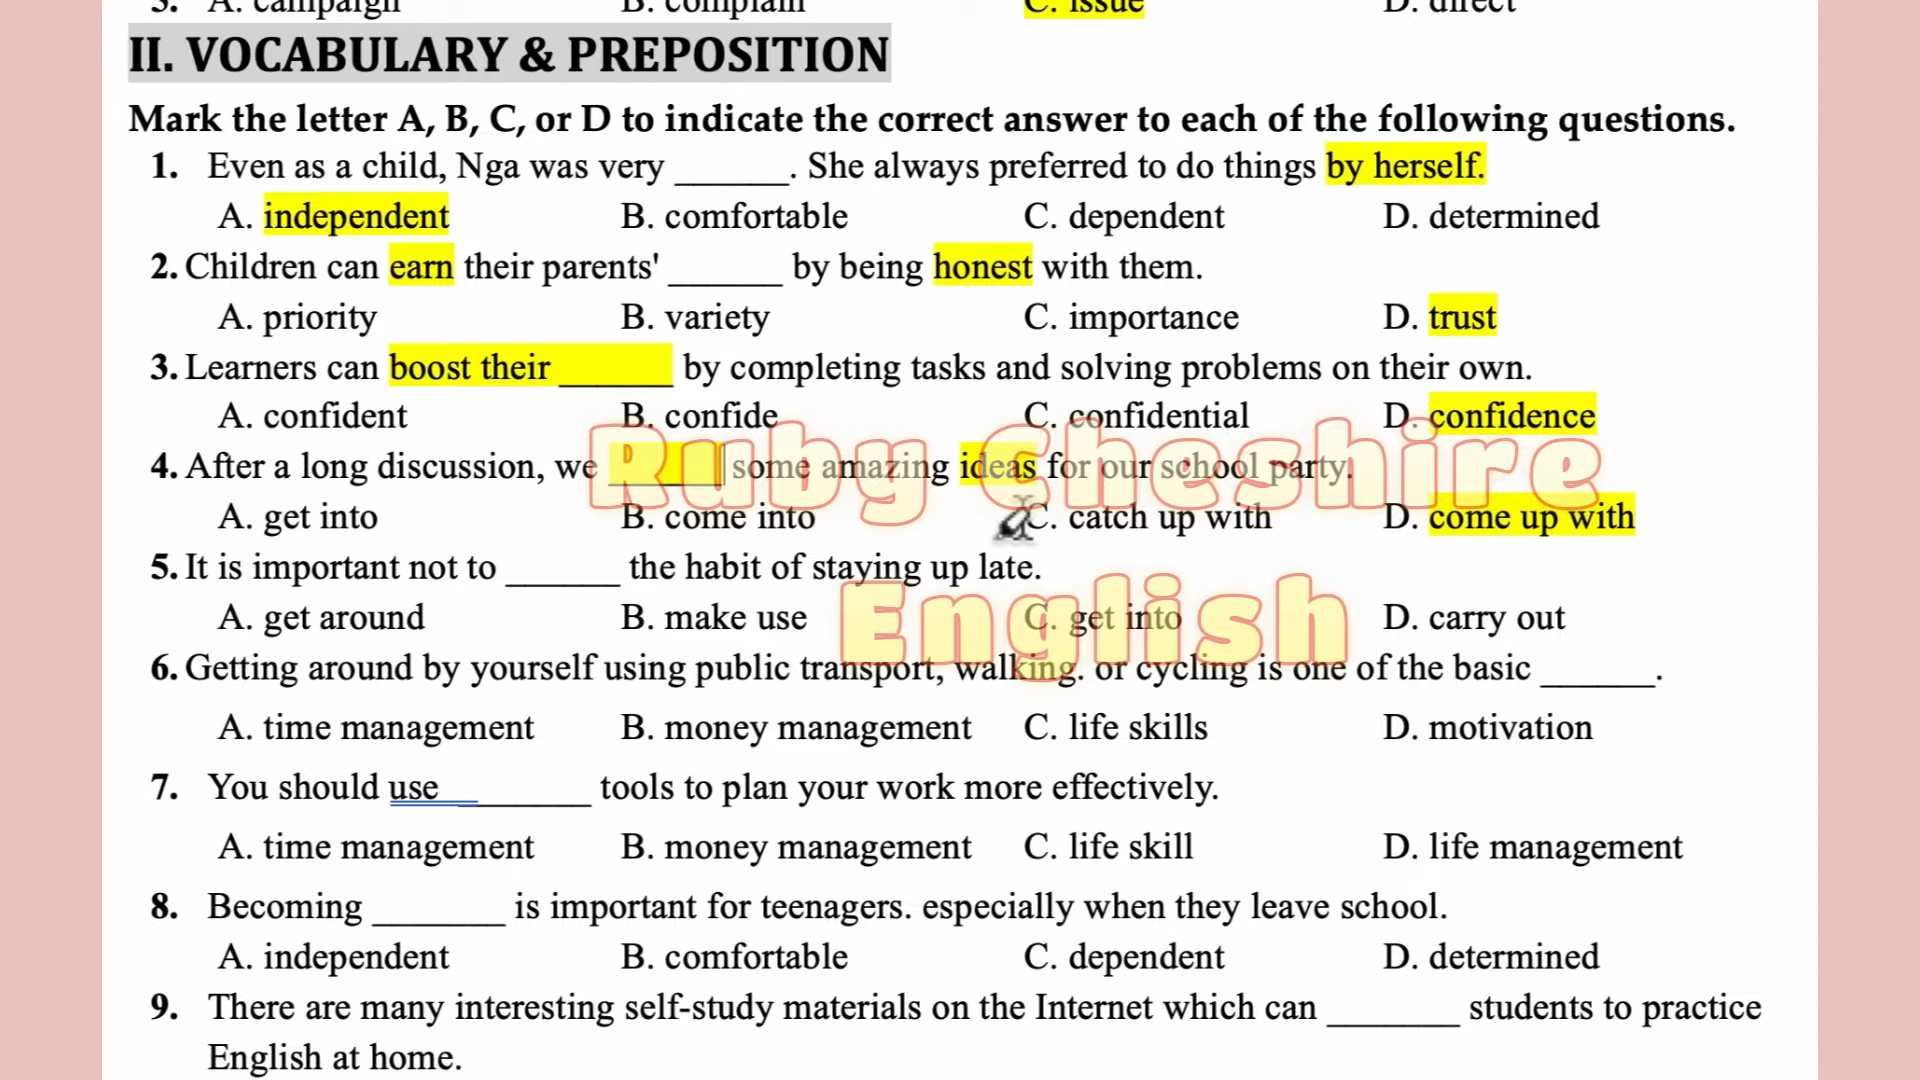 3. A. campaign B. complain C. issue D. direct
II. VOCABULARY & PREPOSITION
Mark the letter A, B, C, or D to indicate the correct answer to each of the following questions.
1. Even as a child, Nga was very ______. She always preferred to do things by herself.
A. independent B. comfortable C. dependent D. determined
2. Children can earn their parents' ______ by being honest with them.
A. priority B. variety C. importance D. trust
3. Learners can boost their ______ by completing tasks and solving problems on their own.
A. confident B. confide C. confidential D. confidence
4. After a long discussion, we ______ some amazing ideas for our school party.
A. get into B. come into C. catch up with D. come up with
5. It is important not to ______ the habit of staying up late.
A. get around B. make use C. get into D. carry out
6. Getting around by yourself using public transport, walking. or cycling is one of the basic ______.
A. time management B. money management C. life skills D. motivation
7. You should use _______ tools to plan your work more effectively.
A. time management B. money management C. life skill D. life management
8. Becoming _______ is important for teenagers. especially when they leave school.
A. independent B. comfortable C. dependent D. determined
9. There are many interesting self-study materials on the Internet which can _______ students to practice
English at home.
Ruby Cheshire
English